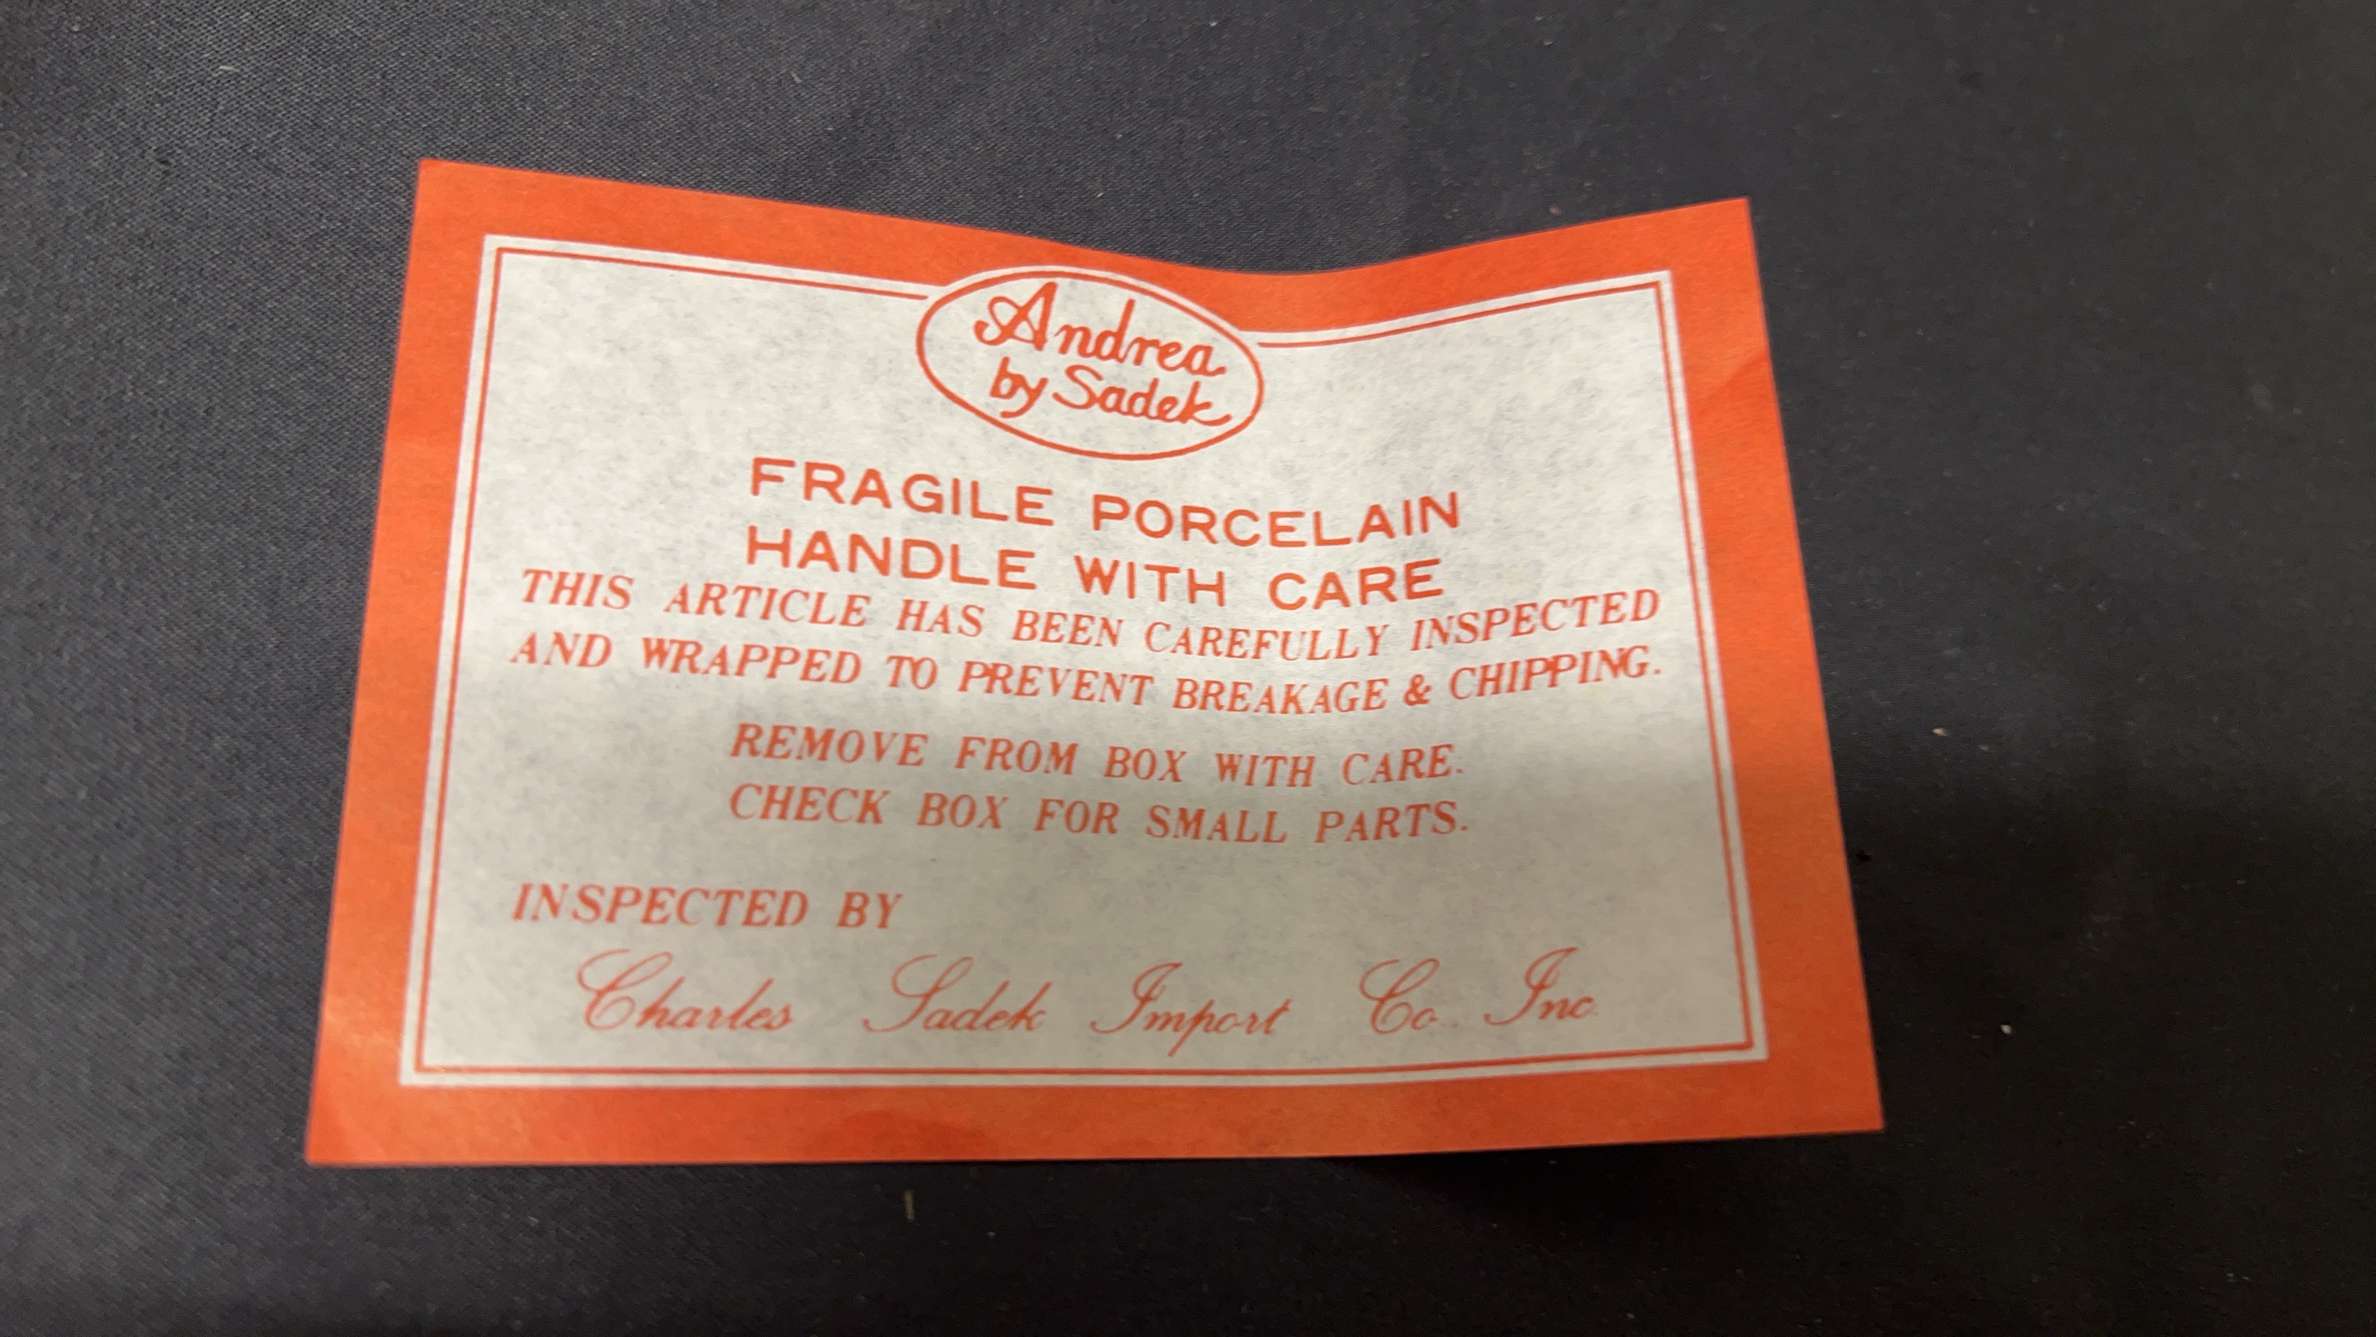 Andrea
by Sadek
FRAGILE PORCELAIN
HANDLE WITH CARE
THIS ARTICLE HAS BEEN CAREFULLY INSPECTED
AND WRAPPED TO PREVENT BREAKAGE & CHIPPING.
REMOVE FROM BOX WITH CARE.
CHECK BOX FOR SMALL PARTS.
INSPECTED BY
Charles Sadek Import Co. Inc.